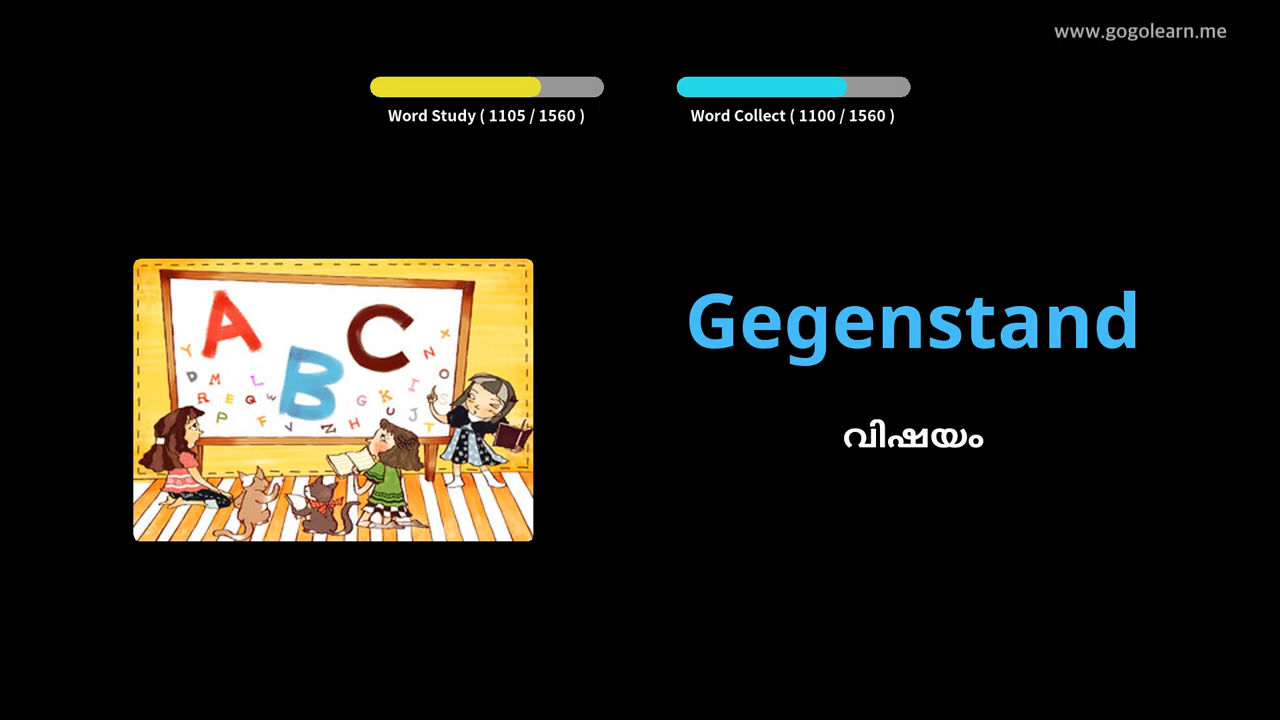 www.gogolearn.me
Word Study ( 1105 / 1560 )
Word Collect ( 1100 / 1560 )
A
B
C
Y
X
N
D M L
O
R E Q W
G K I
S
P F V
Z H U J T
Gegenstand
വിഷയം